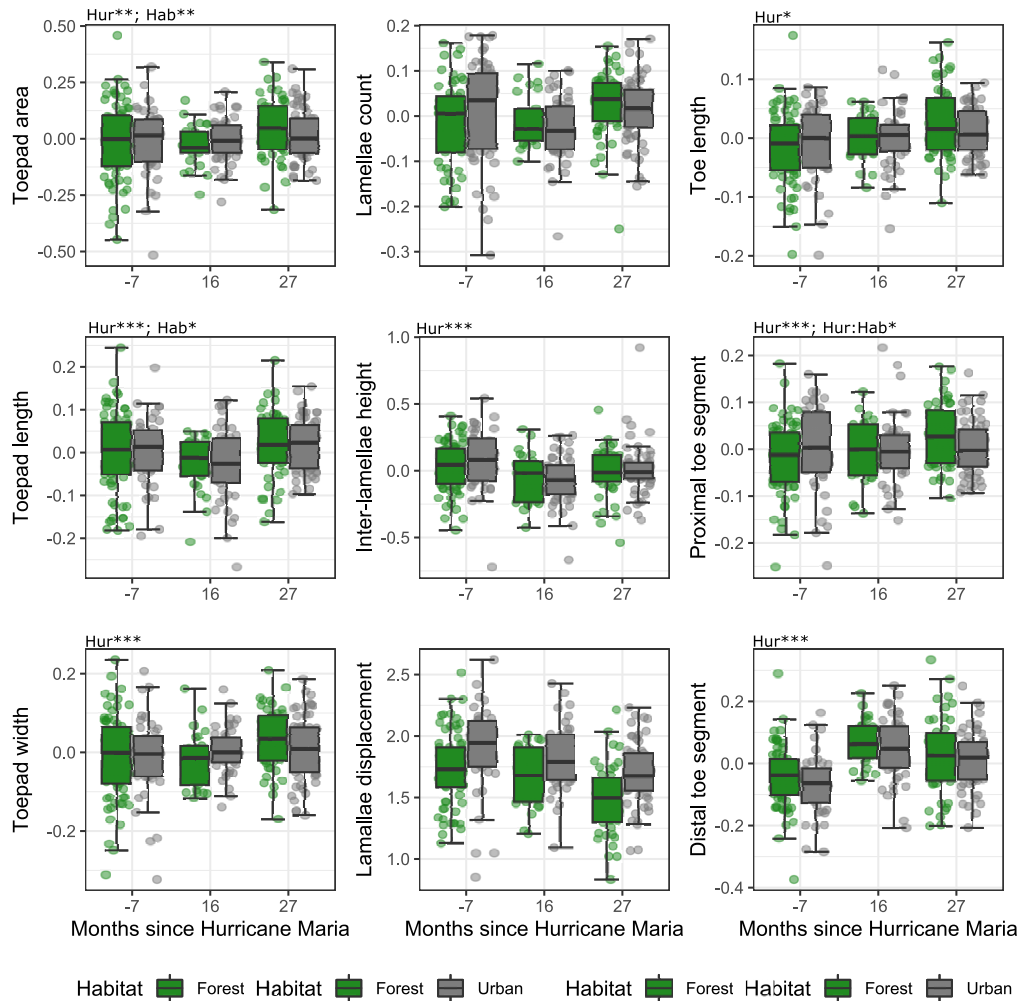 Hur**; Hab**
Toepad area
0.50
0.25
0.00
-0.25
-0.50
-7 16 27
Lamellae count
0.2
0.1
0.0
-0.1
-0.2
-0.3
-7 16 27
Hur*
Toe length
0.1
0.0
-0.1
-0.2
-7 16 27
Hur***; Hab*
Toepad length
0.2
0.1
0.0
-0.1
-0.2
-7 16 27
Hur***
Inter-lamellae height
1.0
0.5
0.0
-0.5
-7 16 27
Hur***; Hur:Hab*
Proximal toe segment
0.2
0.1
0.0
-0.1
-0.2
-7 16 27
Hur***
Toepad width
0.2
0.0
-0.2
-7 16 27
Months since Hurricane Maria
Lamallae displacement
2.5
2.0
1.5
1.0
-7 16 27
Months since Hurricane Maria
Hur***
Distal toe segment
0.2
0.0
-0.2
-0.4
-7 16 27
Months since Hurricane Maria
Habitat Forest Habitat Forest Urban Habitat Forest Habitat Forest Urban